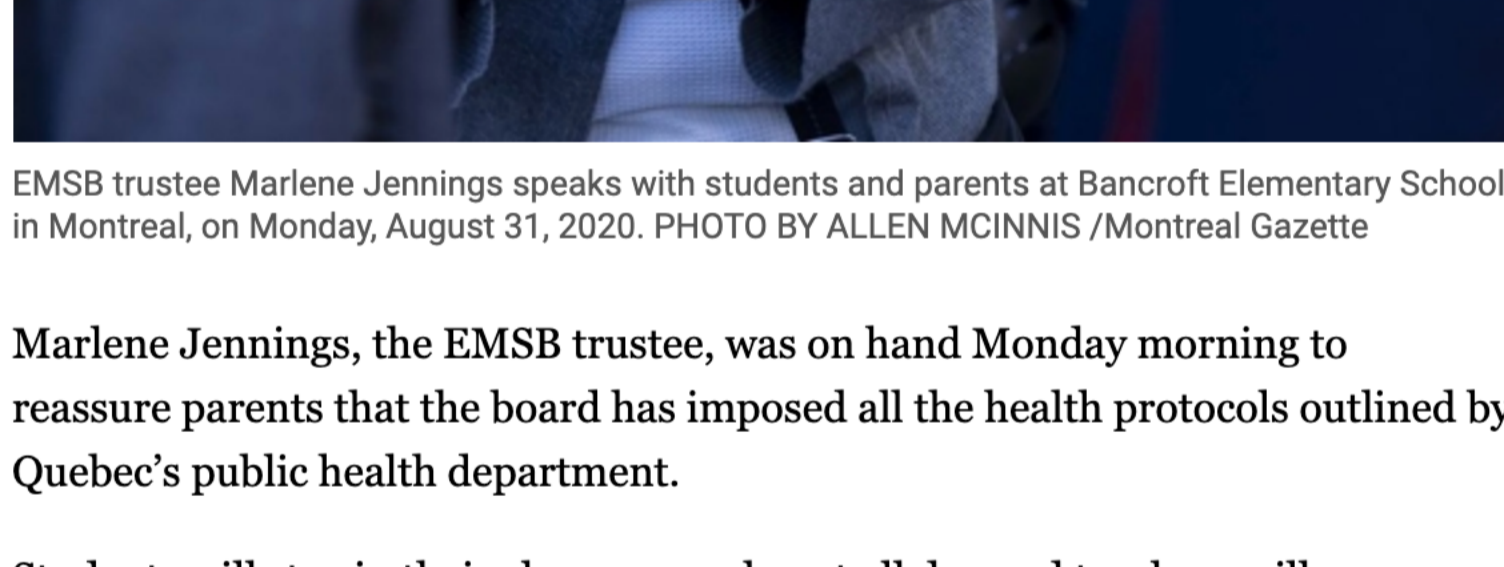 EMSB trustee Marlene Jennings speaks with students and parents at Bancroft Elementary School
in Montreal, on Monday, August 31, 2020. PHOTO BY ALLEN MCINNIS /Montreal Gazette
Marlene Jennings, the EMSB trustee, was on hand Monday morning to
reassure parents that the board has imposed all the health protocols outlined by
Quebec’s public health department.